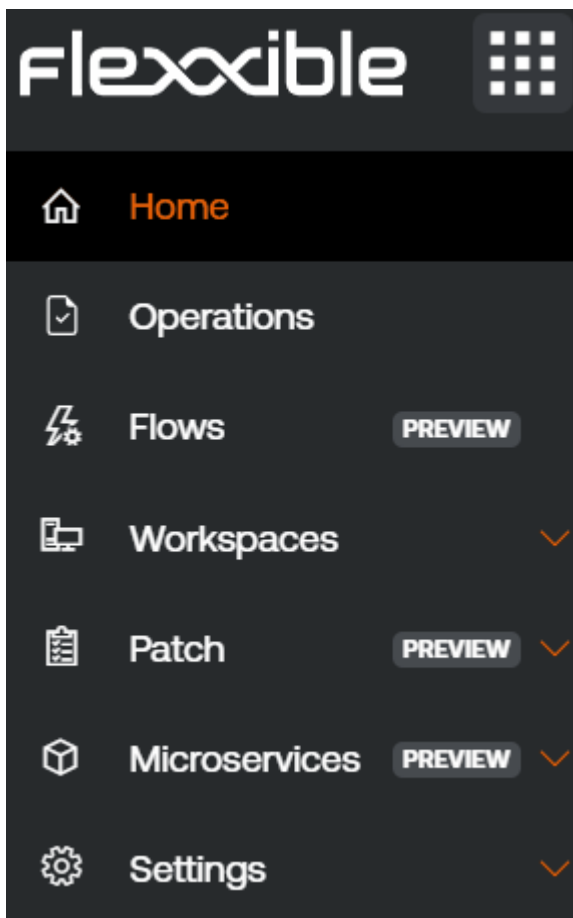 flexxible
Home
Operations
Flows PREVIEW
Workspaces
Patch PREVIEW
Microservices PREVIEW
Settings